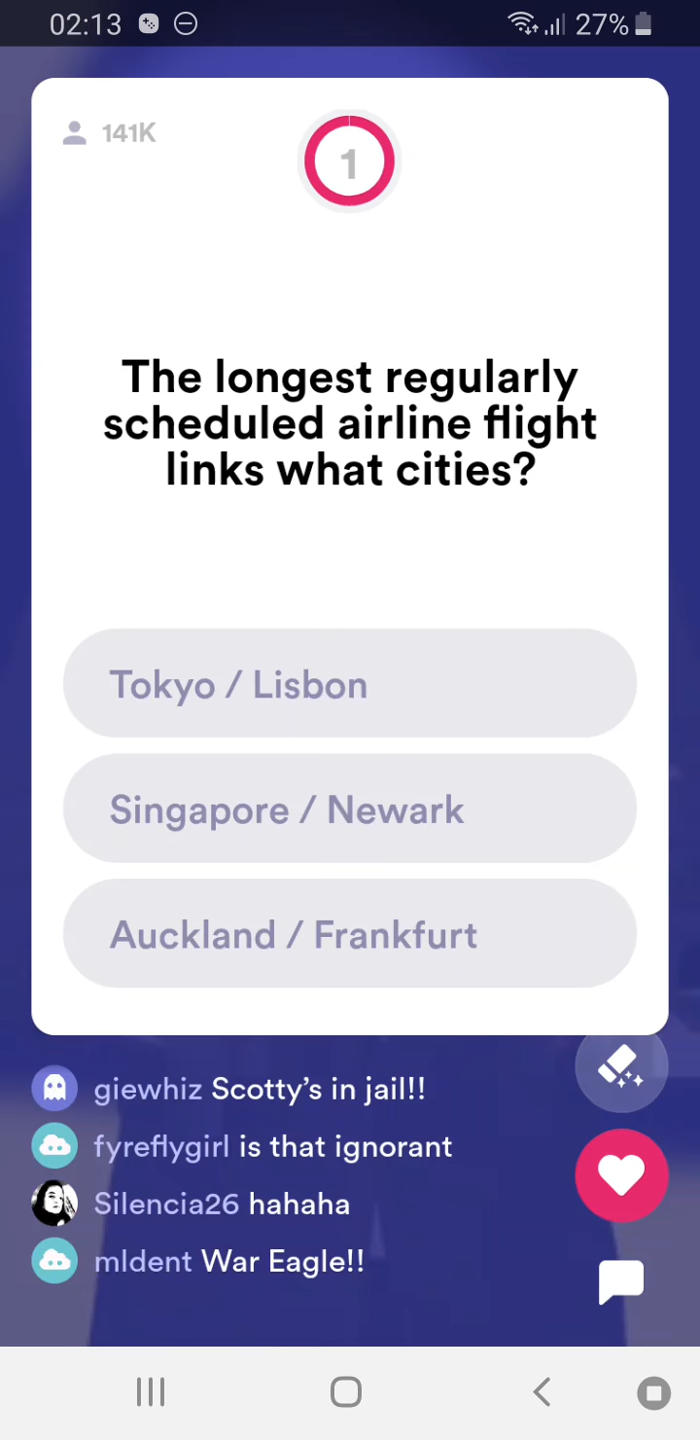 02:13 27%
141K
1
The longest regularly
scheduled airline flight
links what cities?
Tokyo / Lisbon
Singapore / Newark
Auckland / Frankfurt
giewhiz Scotty's in jail!!
fyreflygirl is that ignorant
Silencia26 hahaha
mldent War Eagle!!